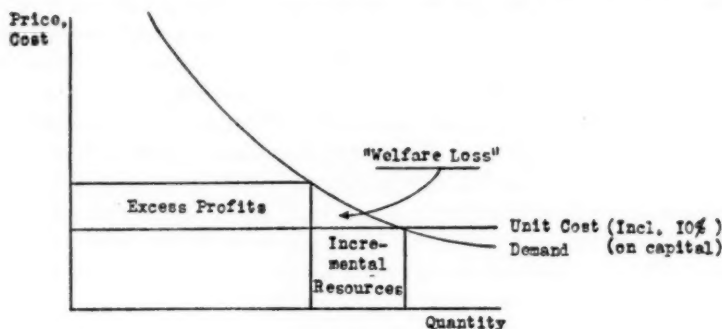 Price,
Cost
"Welfare Loss"
Excess Profits
Unit Cost (Incl. 10%)
Demand (on capital)
Incre-
mental
Resources
Quantity